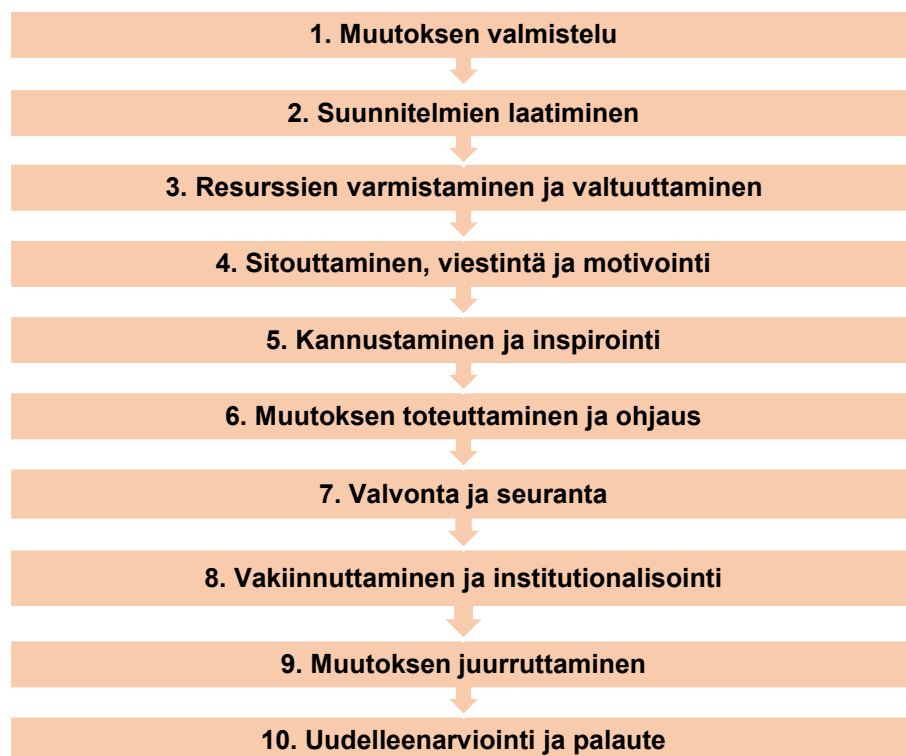 1. Muutoksen valmistelu
2. Suunnitelmien laatiminen
3. Resurssien varmistaminen ja valtuuttaminen
4. Sitouttaminen, viestintä ja motivointi
5. Kannustaminen ja inspirointi
6. Muutoksen toteuttaminen ja ohjaus
7. Valvonta ja seuranta
8. Vakiinnuttaminen ja institutionalisointi
9. Muutoksen juurruttaminen
10. Uudelleenarviointi ja palaute